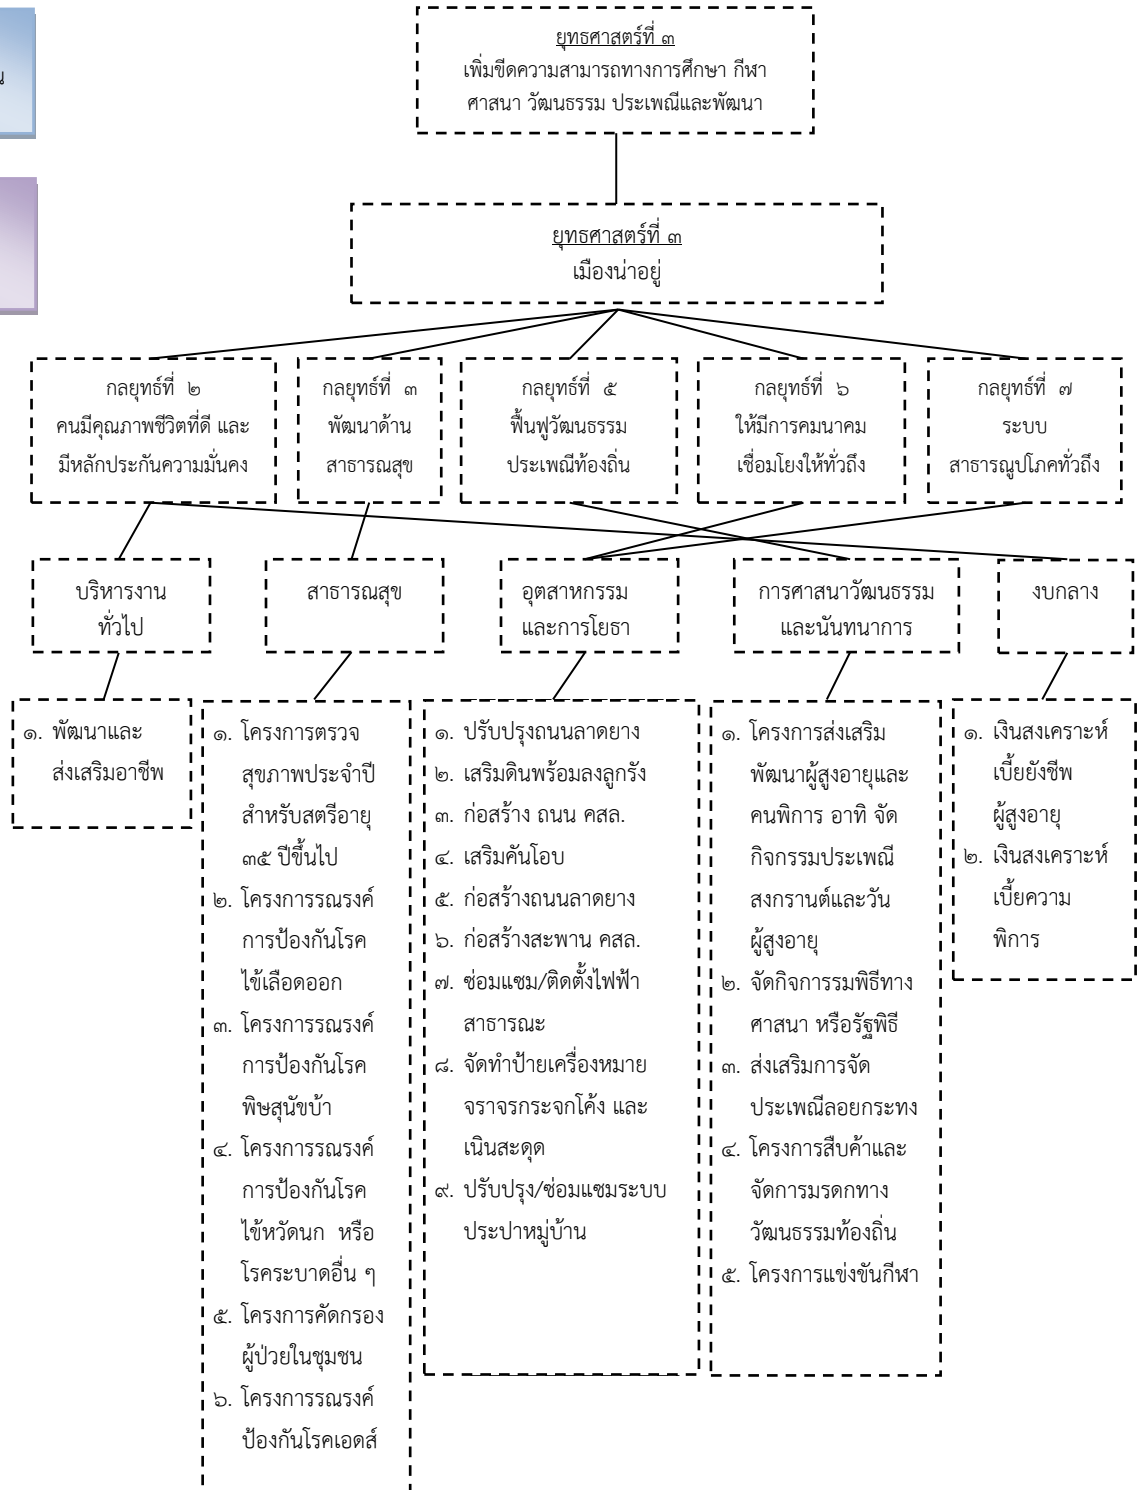 น
ยุทธศาสตร์ที่ ๓
เพิ่มขีดความสามารถทางการศึกษา กีฬา
ศาสนา วัฒนธรรม ประเพณีและพัฒนา
ยุทธศาสตร์ที่ ๓
เมืองน่าอยู่
กลยุทธ์ที่ ๒
คนมีคุณภาพชีวิตที่ดี และ
มีหลักประกันความมั่นคง
กลยุทธ์ที่ ๓
พัฒนาด้าน
สาธารณสุข
กลยุทธ์ที่ ๕
ฟื้นฟูวัฒนธรรม
ประเพณีท้องถิ่น
กลยุทธ์ที่ ๖
ให้มีการคมนาคม
เชื่อมโยงให้ทั่วถึง
กลยุทธ์ที่ ๗
ระบบ
สาธารณูปโภคทั่วถึง
บริหารงาน
ทั่วไป
สาธารณสุข
อุตสาหกรรม
และการโยธา
การศาสนาวัฒนธรรม
และนันทนาการ
งบกลาง
๑. พัฒนาและ
ส่งเสริมอาชีพ
๑. โครงการตรวจ
สุขภาพประจำปี
สำหรับสตรีอายุ
๓๕ ปีขึ้นไป
๒. โครงการรณรงค์
การป้องกันโรค
ไข้เลือดออก
๓. โครงการรณรงค์
การป้องกันโรค
พิษสุนัขบ้า
๔. โครงการรณรงค์
การป้องกันโรค
ไข้หวัดนก หรือ
โรคระบาดอื่น ๆ
๕. โครงการคัดกรอง
ผู้ป่วยในชุมชน
๖. โครงการรณรงค์
ป้องกันโรคเอดส์
๑. ปรับปรุงถนนลาดยาง
๒. เสริมดินพร้อมลงลูกรัง
๓. ก่อสร้าง ถนน คสล.
๔. เสริมคันโอบ
๕. ก่อสร้างถนนลาดยาง
๖. ก่อสร้างสะพาน คสล.
๗. ซ่อมแซม/ติดตั้งไฟฟ้า
สาธารณะ
๘. จัดทำป้ายเครื่องหมาย
จราจรกระจกโค้ง และ
เนินสะดุด
๙. ปรับปรุง/ซ่อมแซมระบบ
ประปาหมู่บ้าน
๑. โครงการส่งเสริม
พัฒนาผู้สูงอายุและ
คนพิการ อาทิ จัด
กิจกรรมประเพณี
สงกรานต์และวัน
ผู้สูงอายุ
๒. จัดกิจการรมพิธีทาง
ศาสนา หรือรัฐพิธี
๓. ส่งเสริมการจัด
ประเพณีลอยกระทง
๔. โครงการสืบค้าและ
จัดการมรดกทาง
วัฒนธรรมท้องถิ่น
๕. โครงการแข่งขันกีฬา
๑. เงินสงเคราะห์
เบี้ยยังชีพ
ผู้สูงอายุ
๒. เงินสงเคราะห์
เบี้ยความ
พิการ